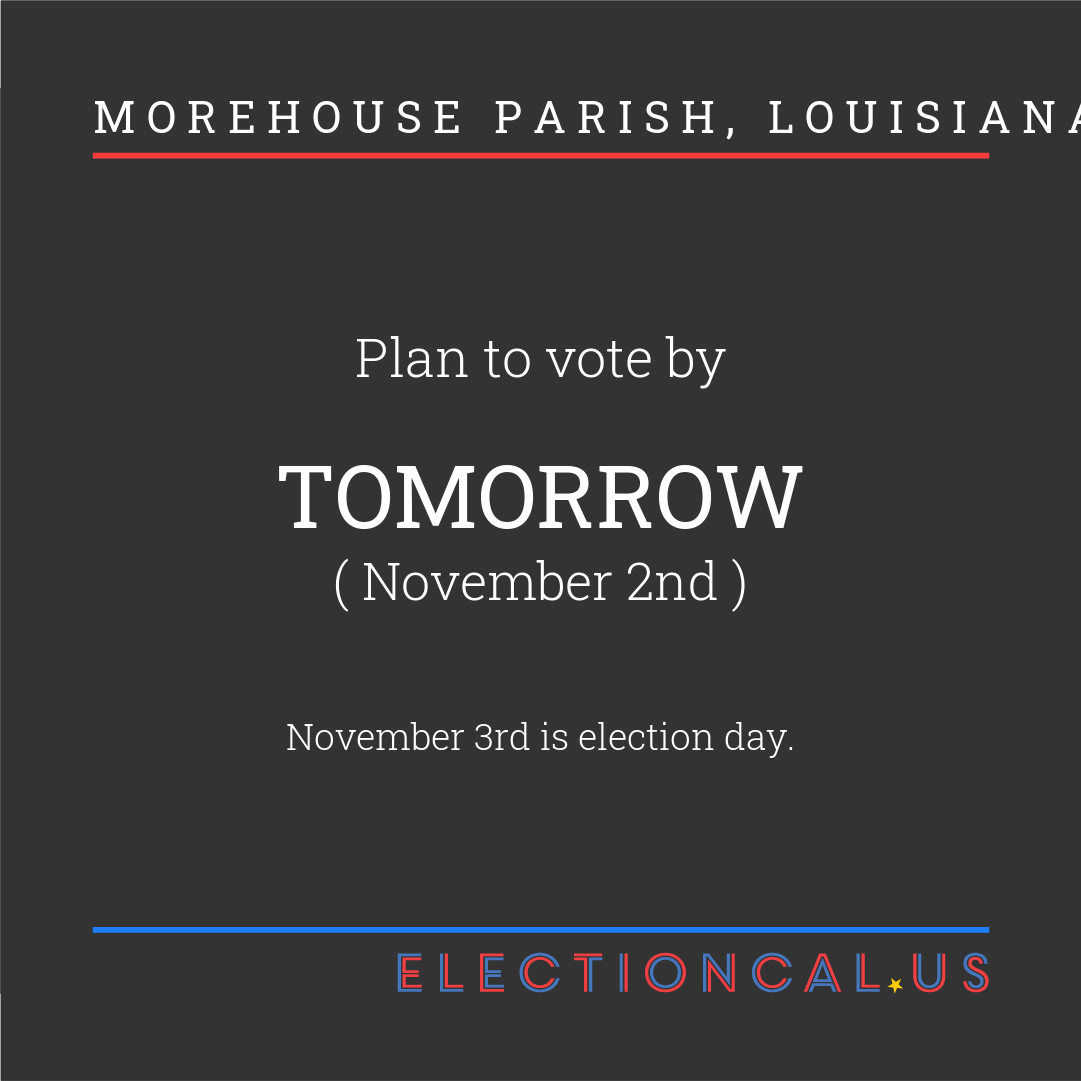 MOREHOUSE PARISH, LOUISIANA
Plan to vote by
TOMORROW
( November 2nd )
November 3rd is election day.
ELECTIONCAL.US